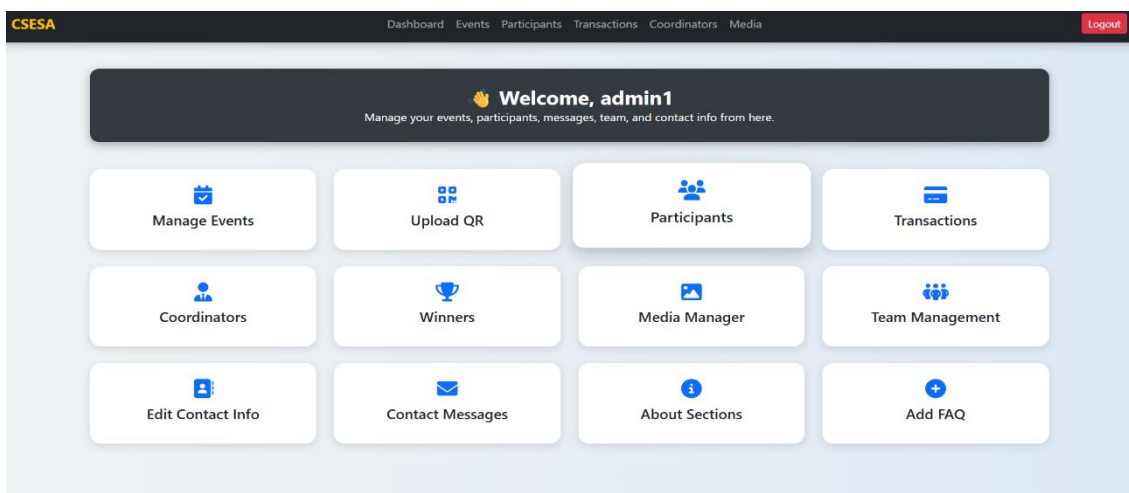 CSESA
Dashboard Events Participants Transactions Coordinators Media
Logout
👋 Welcome, admin1
Manage your events, participants, messages, team, and contact info from here.
Manage Events
Upload QR
Participants
Transactions
Coordinators
Winners
Media Manager
Team Management
Edit Contact Info
Contact Messages
About Sections
Add FAQ